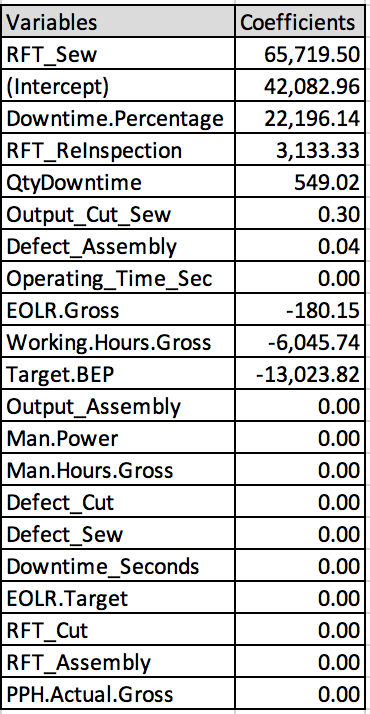 Variables Coefficients
RFT_Sew 65,719.50
(Intercept) 42,082.96
Downtime.Percentage 22,196.14
RFT_ReInspection 3,133.33
QtyDowntime 549.02
Output_Cut_Sew 0.30
Defect_Assembly 0.04
Operating_Time_Sec 0.00
EOLR.Gross -180.15
Working.Hours.Gross -6,045.74
Target.BEP -13,023.82
Output_Assembly 0.00
Man.Power 0.00
Man.Hours.Gross 0.00
Defect_Cut 0.00
Defect_Sew 0.00
Downtime_Seconds 0.00
EOLR.Target 0.00
RFT_Cut 0.00
RFT_Assembly 0.00
PPH.Actual.Gross 0.00